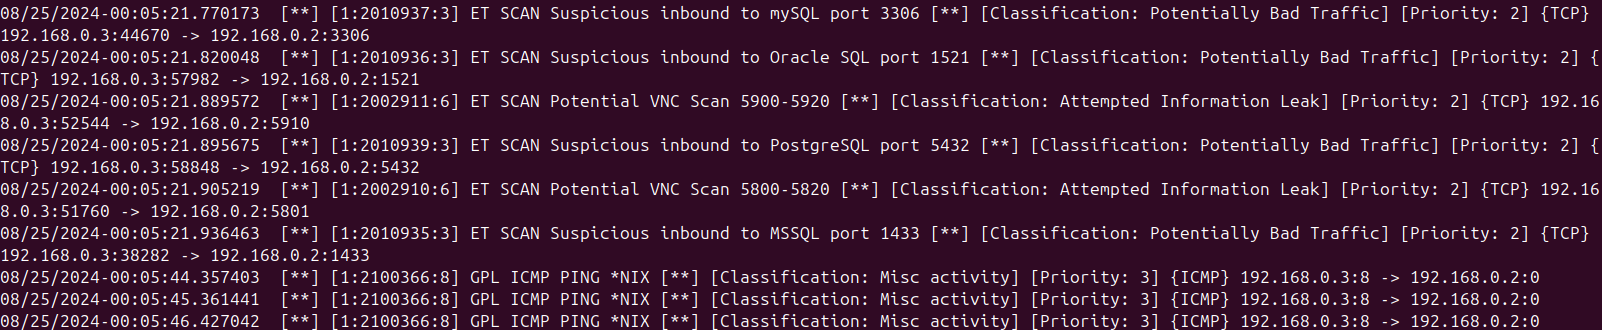 08/25/2024-00:05:21.770173  [**] [1:2010937:3] ET SCAN Suspicious inbound to mySQL port 3306 [**] [Classification: Potentially Bad Traffic] [Priority: 2] {TCP}
192.168.0.3:44670 -> 192.168.0.2:3306
08/25/2024-00:05:21.820048  [**] [1:2010936:3] ET SCAN Suspicious inbound to Oracle SQL port 1521 [**] [Classification: Potentially Bad Traffic] [Priority: 2] {
TCP} 192.168.0.3:57982 -> 192.168.0.2:1521
08/25/2024-00:05:21.889572  [**] [1:2002911:6] ET SCAN Potential VNC Scan 5900-5920 [**] [Classification: Attempted Information Leak] [Priority: 2] {TCP} 192.16
8.0.3:52544 -> 192.168.0.2:5910
08/25/2024-00:05:21.895675  [**] [1:2010939:3] ET SCAN Suspicious inbound to PostgreSQL port 5432 [**] [Classification: Potentially Bad Traffic] [Priority: 2] {
TCP} 192.168.0.3:58848 -> 192.168.0.2:5432
08/25/2024-00:05:21.905219  [**] [1:2002910:6] ET SCAN Potential VNC Scan 5800-5820 [**] [Classification: Attempted Information Leak] [Priority: 2] {TCP} 192.16
8.0.3:51760 -> 192.168.0.2:5801
08/25/2024-00:05:21.936463  [**] [1:2010935:3] ET SCAN Suspicious inbound to MSSQL port 1433 [**] [Classification: Potentially Bad Traffic] [Priority: 2] {TCP}
192.168.0.3:38282 -> 192.168.0.2:1433
08/25/2024-00:05:44.357403  [**] [1:2100366:8] GPL ICMP PING *NIX [**] [Classification: Misc activity] [Priority: 3] {ICMP} 192.168.0.3:8 -> 192.168.0.2:0
08/25/2024-00:05:45.361441  [**] [1:2100366:8] GPL ICMP PING *NIX [**] [Classification: Misc activity] [Priority: 3] {ICMP} 192.168.0.3:8 -> 192.168.0.2:0
08/25/2024-00:05:46.427042  [**] [1:2100366:8] GPL ICMP PING *NIX [**] [Classification: Misc activity] [Priority: 3] {ICMP} 192.168.0.3:8 -> 192.168.0.2:0